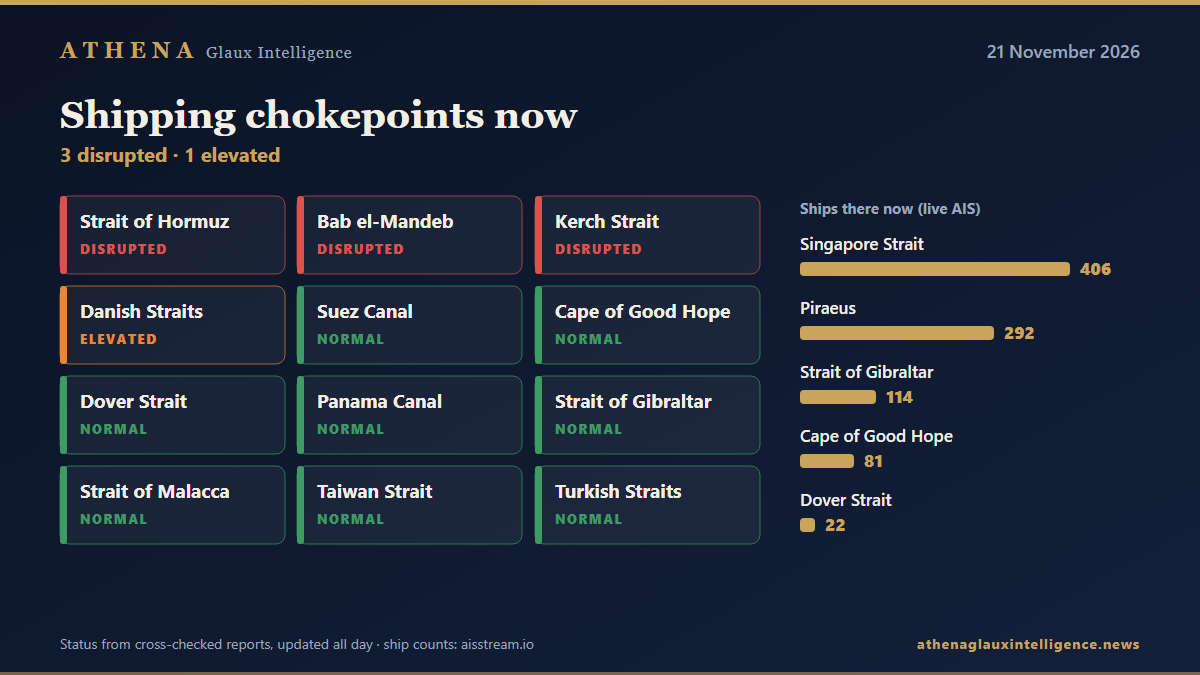 ATHENA Glaux Intelligence
21 November 2026
Shipping chokepoints now
3 disrupted · 1 elevated
Strait of Hormuz
DISRUPTED
Bab el-Mandeb
DISRUPTED
Kerch Strait
DISRUPTED
Danish Straits
ELEVATED
Suez Canal
NORMAL
Cape of Good Hope
NORMAL
Dover Strait
NORMAL
Panama Canal
NORMAL
Strait of Gibraltar
NORMAL
Strait of Malacca
NORMAL
Taiwan Strait
NORMAL
Turkish Straits
NORMAL
Ships there now (live AIS)
Singapore Strait
406
Piraeus
292
Strait of Gibraltar
114
Cape of Good Hope
81
Dover Strait
22
Status from cross-checked reports, updated all day · ship counts: aisstream.io
athenaglauxintelligence.news